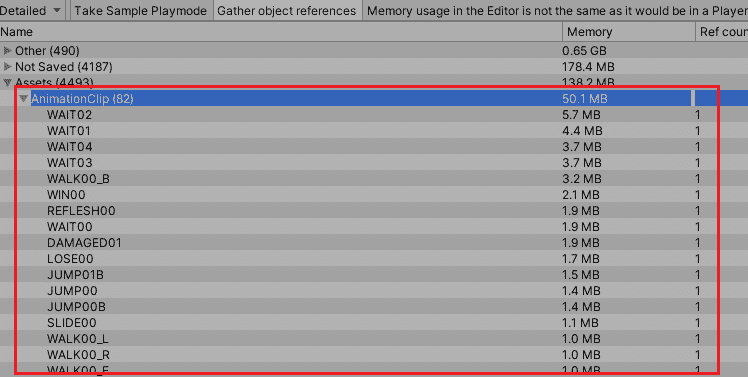 Detailed Take Sample Playmode Gather object references Memory usage in the Editor is not the same as it would be in a Player
Name Memory Ref coun
Other (490) 0.65 GB
Not Saved (4187) 178.4 MB
Assets (4493) 138.2 MB
AnimationClip (82) 50.1 MB
WAIT02 5.7 MB 1
WAIT01 4.4 MB 1
WAIT04 3.7 MB 1
WAIT03 3.7 MB 1
WALK00_B 3.2 MB 1
WIN00 2.1 MB 1
REFLESH00 1.9 MB 1
WAIT00 1.9 MB 1
DAMAGED01 1.9 MB 1
LOSE00 1.7 MB 1
JUMP01B 1.5 MB 1
JUMP00 1.4 MB 1
JUMP00B 1.4 MB 1
SLIDE00 1.1 MB 1
WALK00_L 1.0 MB 1
WALK00_R 1.0 MB 1
WALK00_F 1.0 MB 1